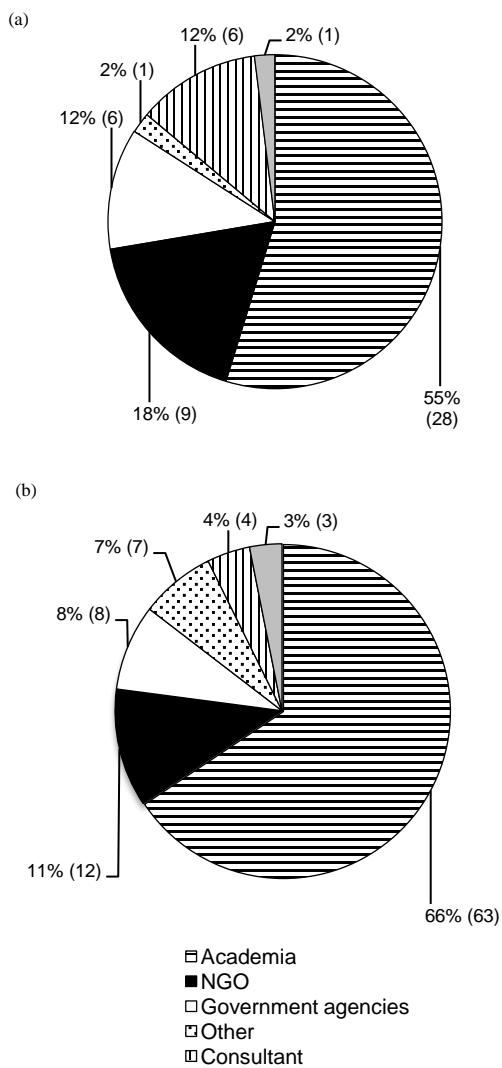 (a)
12% (6)
2% (1)
2% (1)
12% (6)
18% (9)
55%
(28)
(b)
4% (4)
3% (3)
7% (7)
8% (8)
11% (12)
66% (63)
Academia
NGO
Government agencies
Other
Consultant